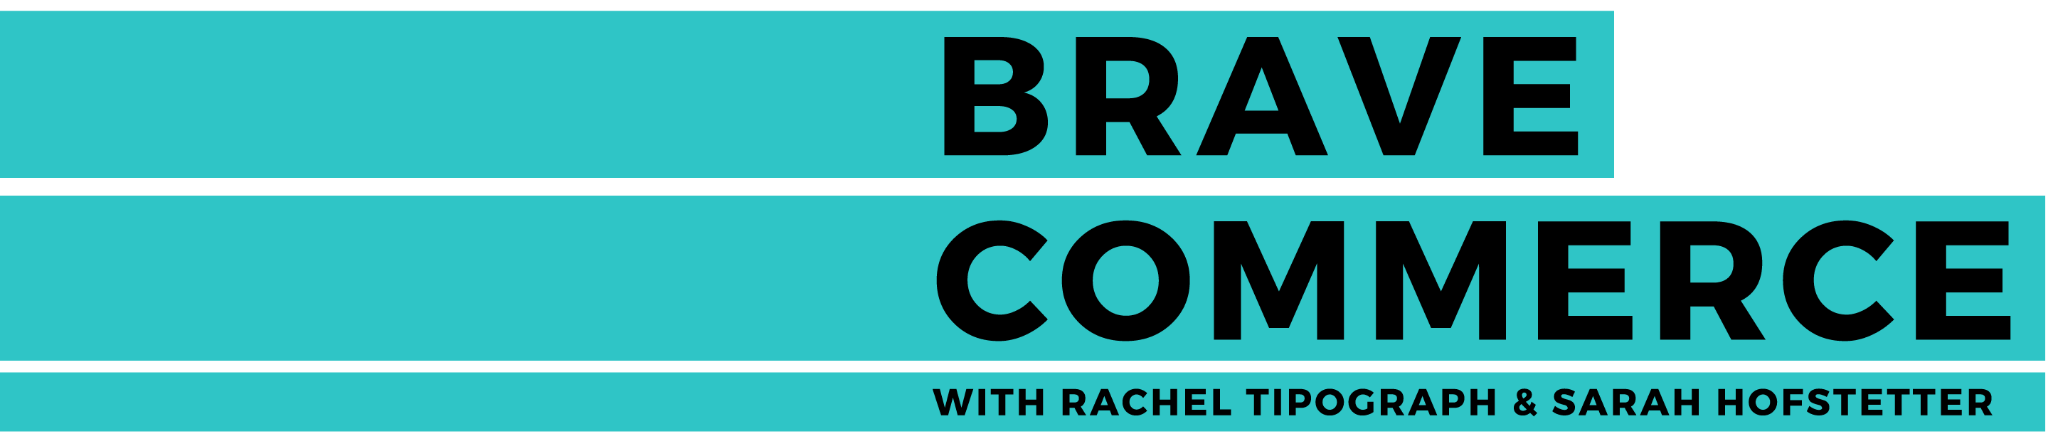 BRAVE
COMMERCE
WITH RACHEL TIPOGRAPH & SARAH HOFSTETTER